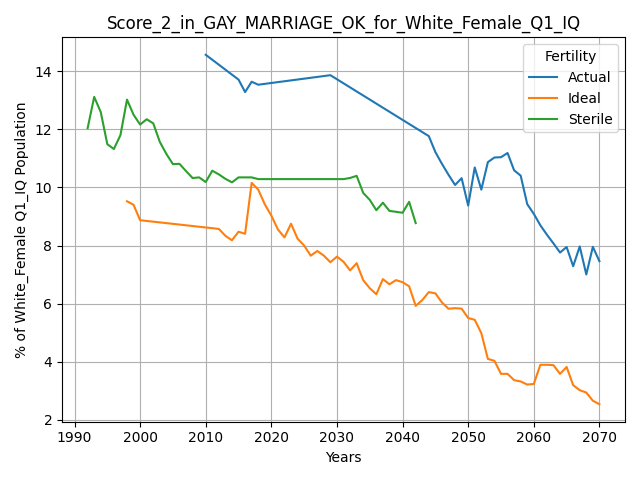 Score_2_in_GAY_MARRIAGE_OK_for_White_Female_Q1_IQ
% of White_Female Q1_IQ Population
14
12
10
8
6
4
2
Fertility
Actual
Ideal
Sterile
1990 2000 2010 2020 2030 2040 2050 2060 2070
Years